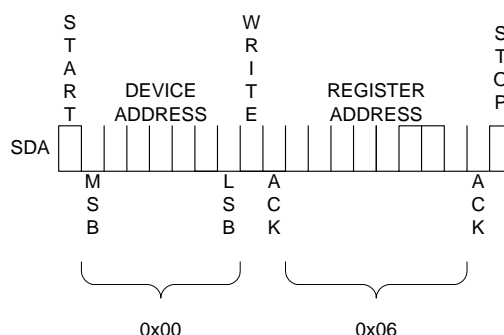 START
WRITE
STOP
DEVICE
ADDRESS
REGISTER
ADDRESS
SDA
MSB
LSB
ACK
ACK
0x00
0x06